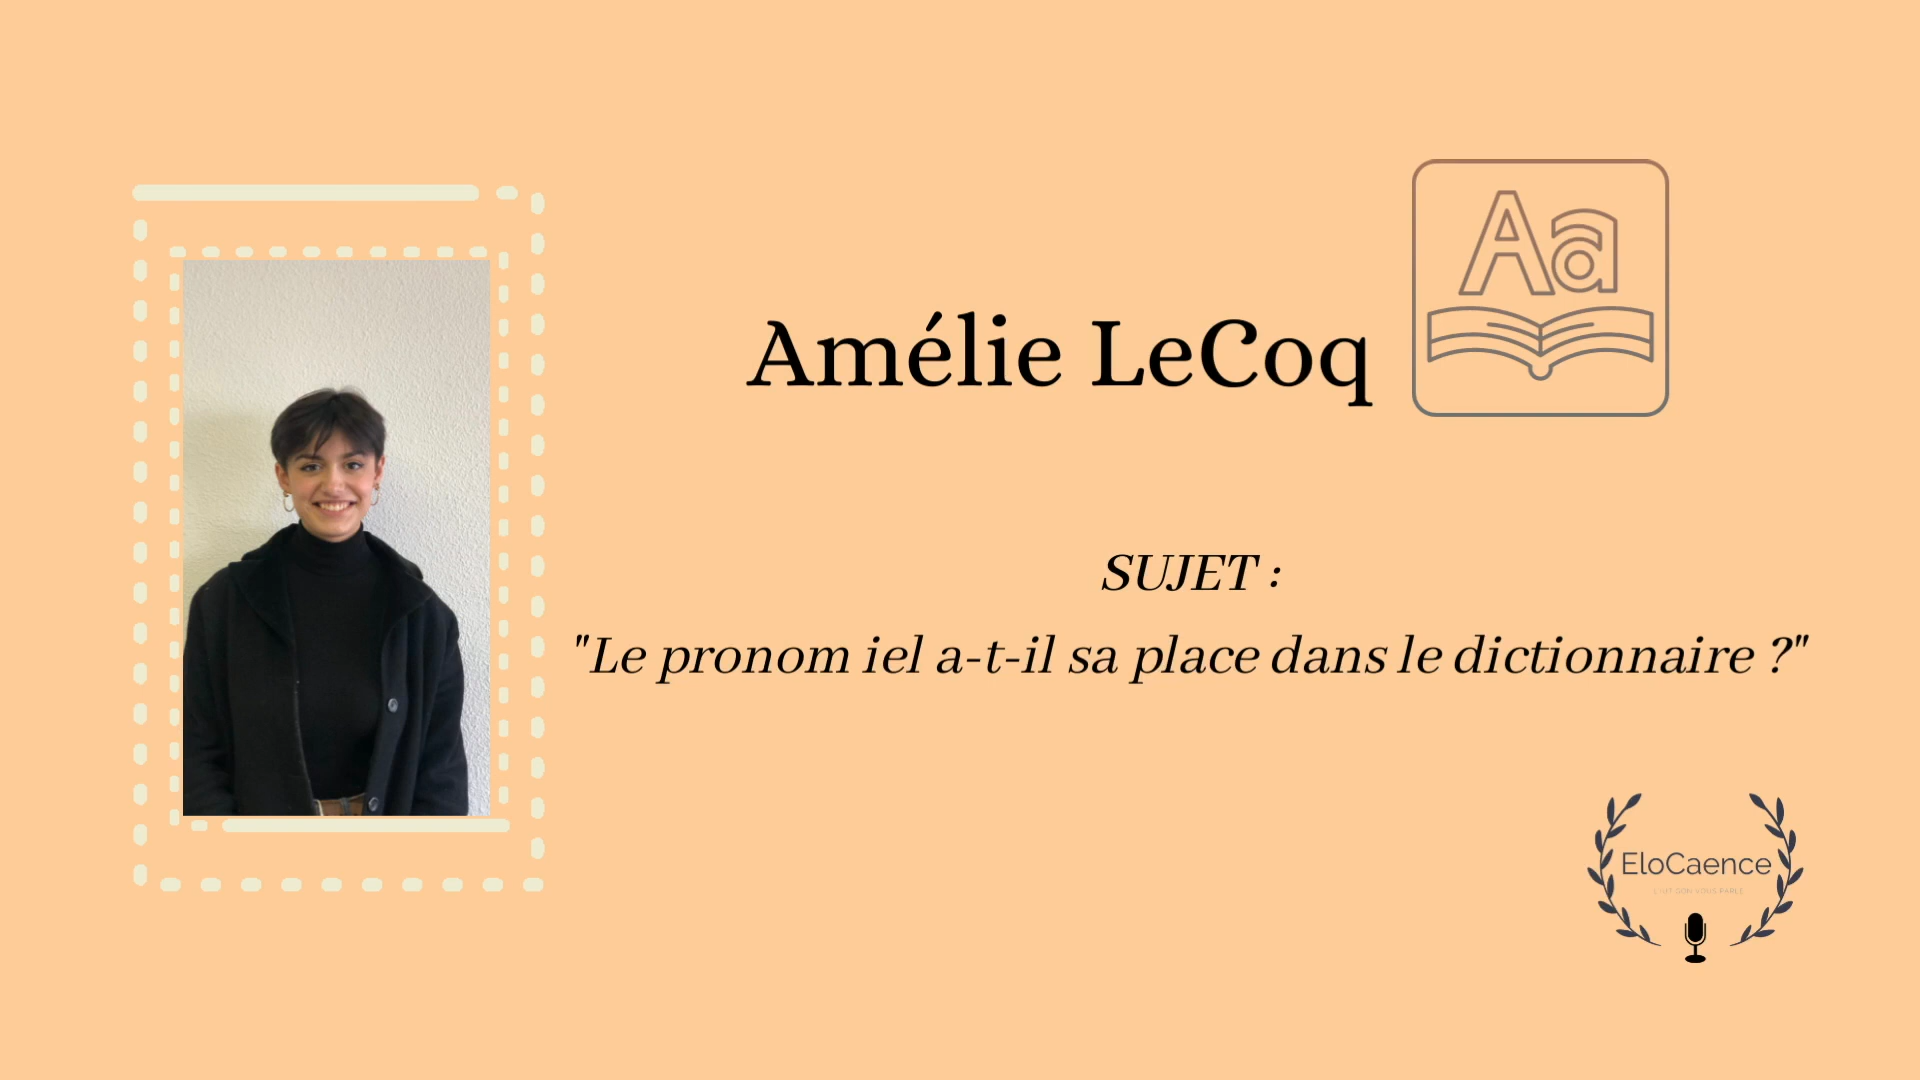 Amélie LeCoq
Aa
SUJET :
"Le pronom iel a-t-il sa place dans le dictionnaire ?"
EloCaence